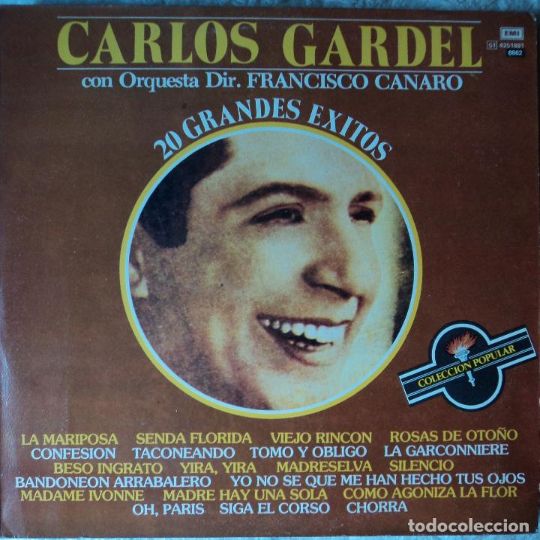 CARLOS GARDEL
con Orquesta Dir. FRANCISCO CANARO
EMI
6662
20 GRANDES EXITOS
COLECCION POPULAR
LA MARIPOSA SENDA FLORIDA VIEJO RINCON ROSAS DE OTOÑO
CONFESION TACONEANDO TOMO Y OBLIGO LA GARCONNIERE
BESO INGRATO YIRA, YIRA MADRESELVA SILENCIO
BANDONEON ARRABALERO YO NO SE QUE ME HAN HECHO TUS OJOS
MADAME IVONNE MADRE HAY UNA SOLA COMO AGONIZA LA FLOR
OH, PARIS SIGA EL CORSO CHORRA
todocoleccion